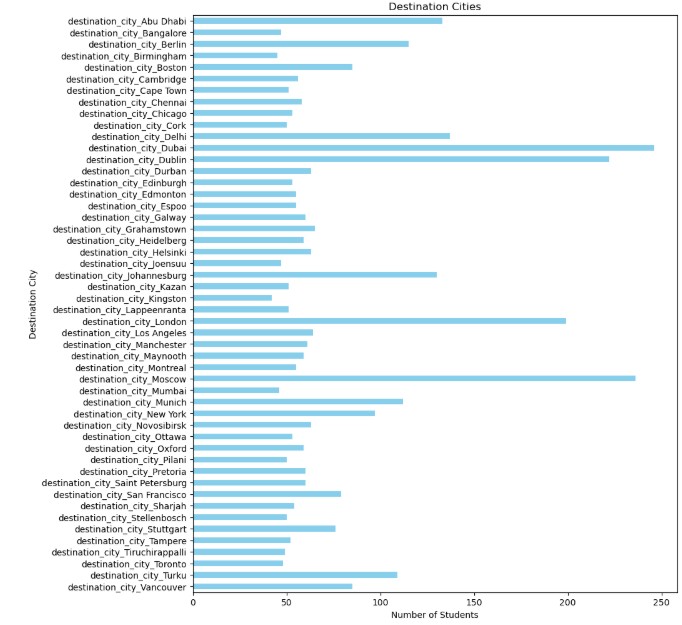 Destination Cities
destination_city_Abu Dhabi
destination_city_Bangalore
destination_city_Berlin
destination_city_Birmingham
destination_city_Boston
destination_city_Cambridge
destination_city_Cape Town
destination_city_Chennai
destination_city_Chicago
destination_city_Cork
destination_city_Delhi
destination_city_Dubai
destination_city_Dublin
destination_city_Durban
destination_city_Edinburgh
destination_city_Edmonton
destination_city_Espoo
destination_city_Galway
destination_city_Grahamstown
destination_city_Heidelberg
destination_city_Helsinki
destination_city_Joensuu
destination_city_Johannesburg
destination_city_Kazan
destination_city_Kingston
destination_city_Lappeenranta
destination_city_London
destination_city_Los Angeles
destination_city_Manchester
destination_city_Maynooth
destination_city_Montreal
destination_city_Moscow
destination_city_Mumbai
destination_city_Munich
destination_city_New York
destination_city_Novosibirsk
destination_city_Ottawa
destination_city_Oxford
destination_city_Pilani
destination_city_Pretoria
destination_city_Saint Petersburg
destination_city_San Francisco
destination_city_Sharjah
destination_city_Stellenbosch
destination_city_Stuttgart
destination_city_Tampere
destination_city_Tiruchirappalli
destination_city_Toronto
destination_city_Turku
destination_city_Vancouver
Destination City
0 50 100 150 200 250
Number of Students